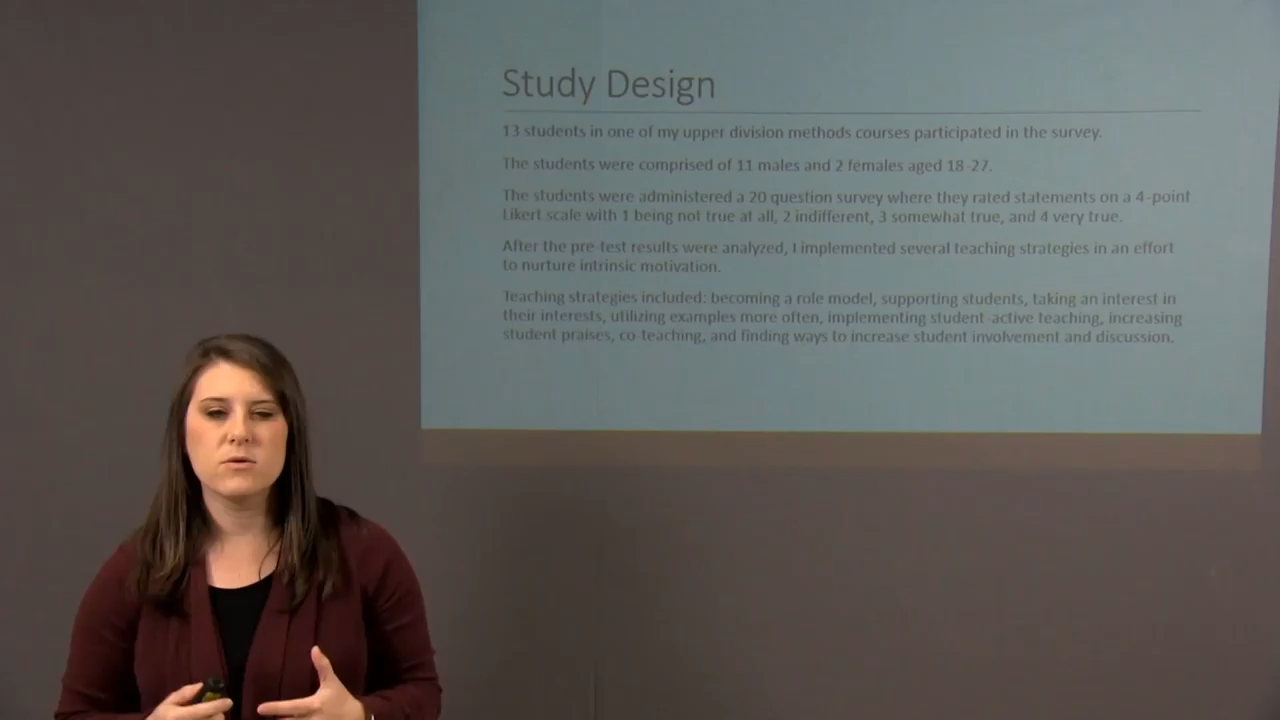 Study Design
13 students in one of my upper division methods courses participated in the survey.
The students were comprised of 11 males and 2 females aged 18-27.
The students were administered a 20 question survey where they rated statements on a 4-point
Likert scale with 1 being not true at all, 2 indifferent, 3 somewhat true, and 4 very true.
After the pre-test results were analyzed, I implemented several teaching strategies in an effort
to nurture intrinsic motivation.
Teaching strategies included: becoming a role model, supporting students, taking an interest in
their interests, utilizing examples more often, implementing student-active teaching, increasing
student praises, co-teaching, and finding ways to increase student involvement and discussion.